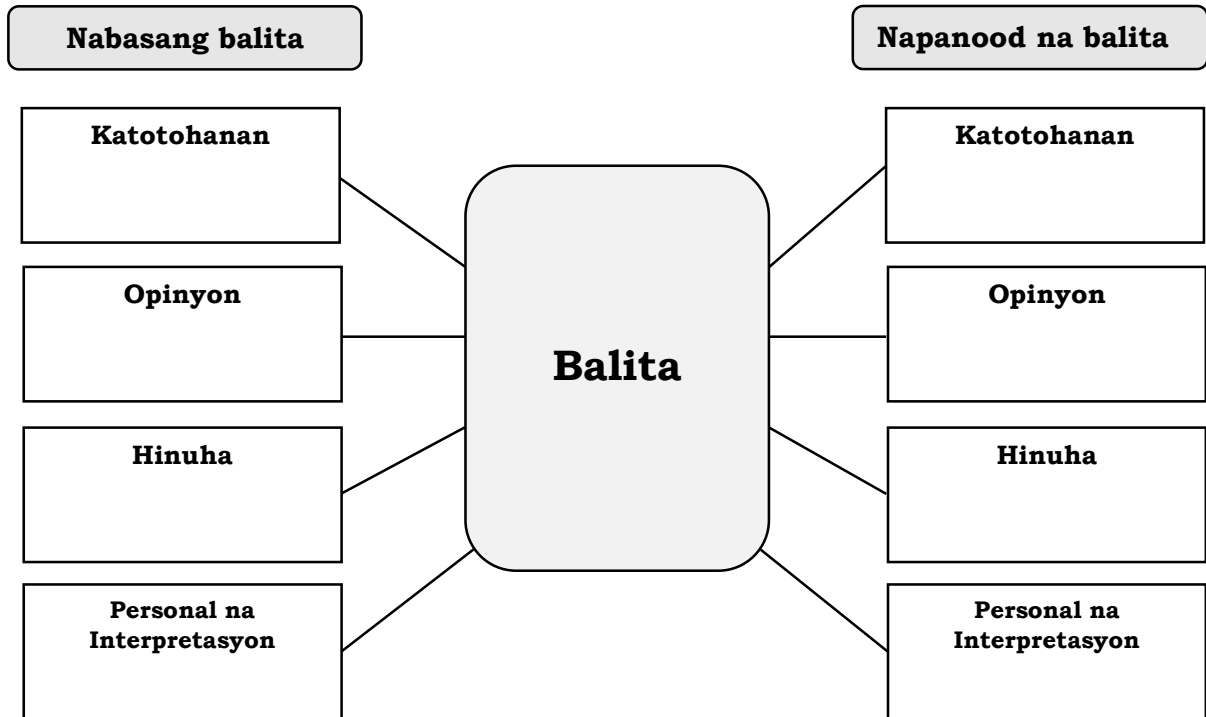 Nabasang balita
Napanood na balita
Katotohanan
Katotohanan
Opinyon
Opinyon
Balita
Hinuha
Hinuha
Personal na
Interpretasyon
Personal na
Interpretasyon